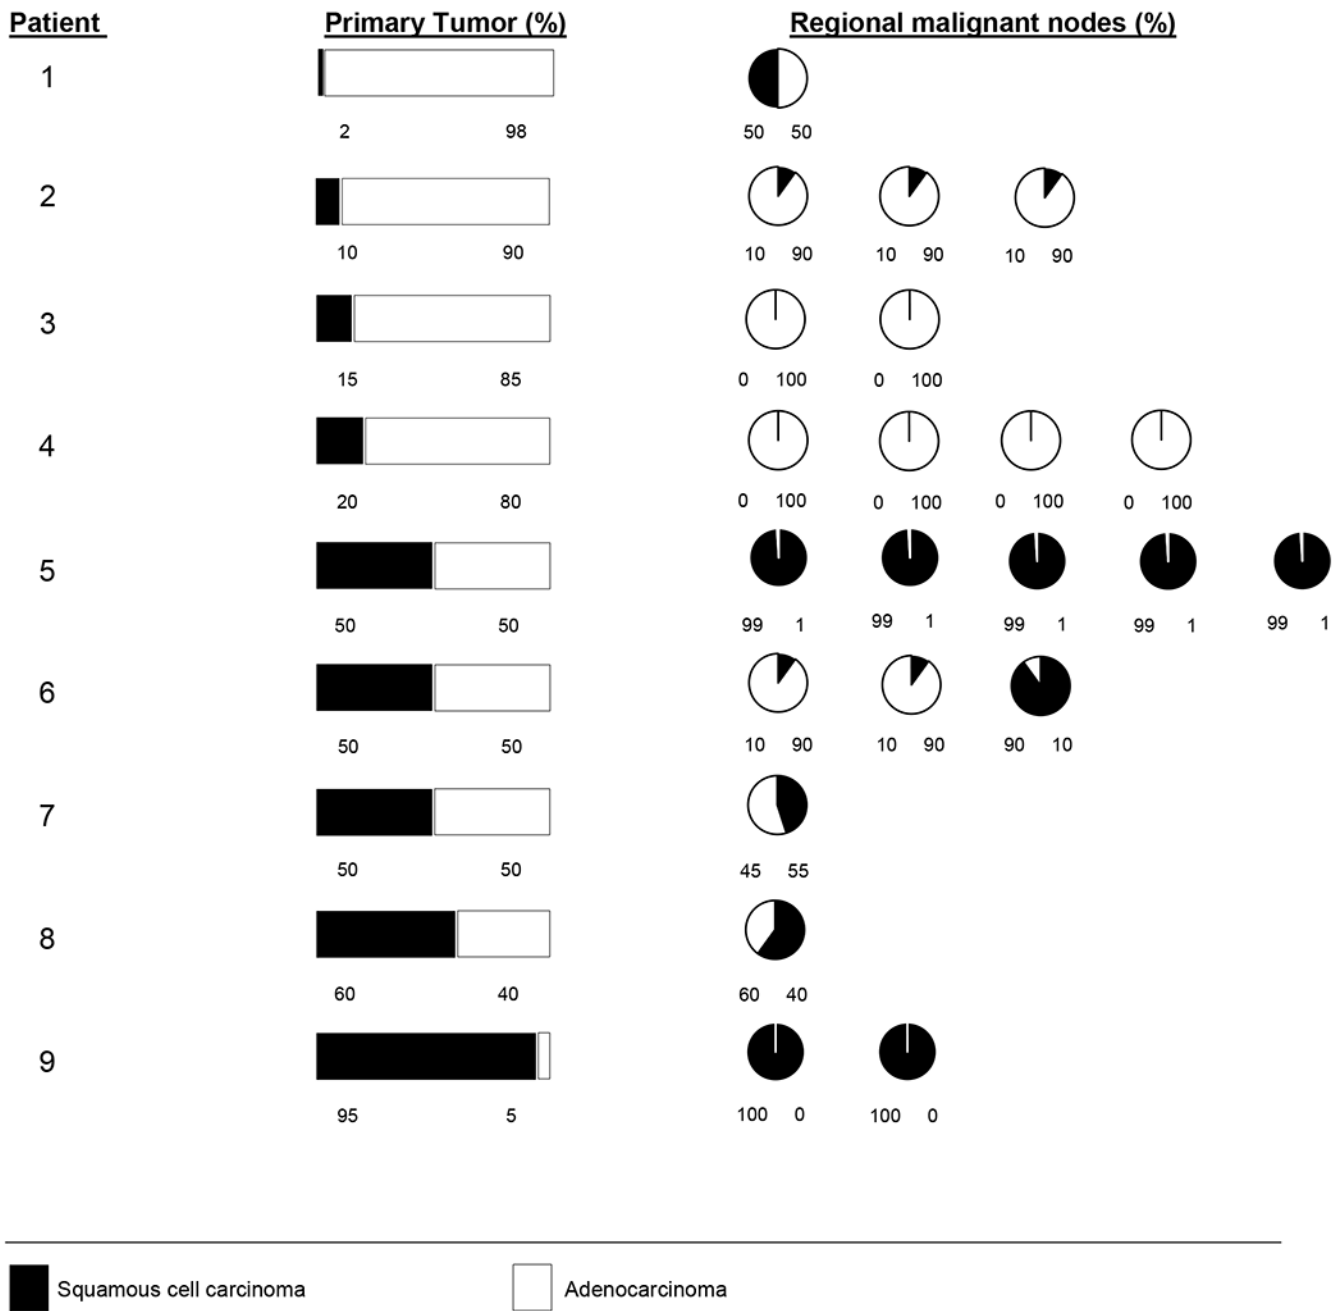 Patient Primary Tumor (%) Regional malignant nodes (%)
1
2 98 50 50
2
10 90 10 90 10 90 10 90
3
15 85 0 100 0 100
4
20 80 0 100 0 100 0 100 0 100
5
50 50 99 1 99 1 99 1 99 1 99 1
6
50 50 10 90 10 90 90 10
7
50 50 45 55
8
60 40 60 40
9
95 5 100 0 100 0
Squamous cell carcinoma Adenocarcinoma